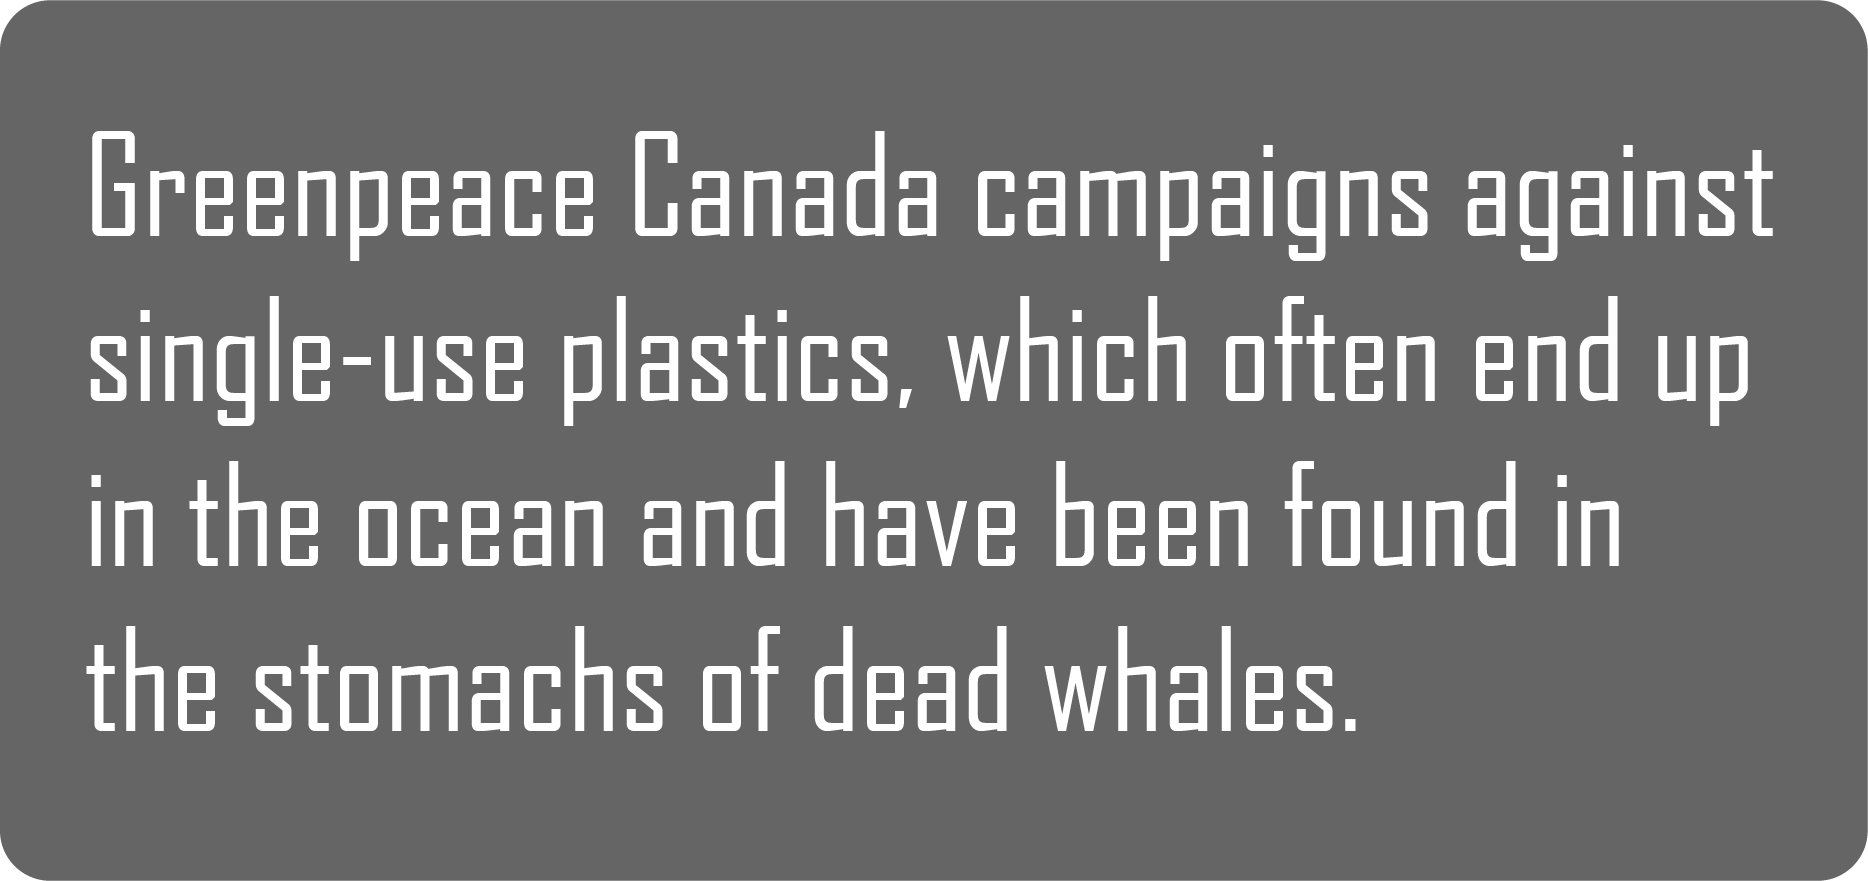 Greenpeace Canada campaigns against
single-use plastics, which often end up
in the ocean and have been found in
the stomachs of dead whales.